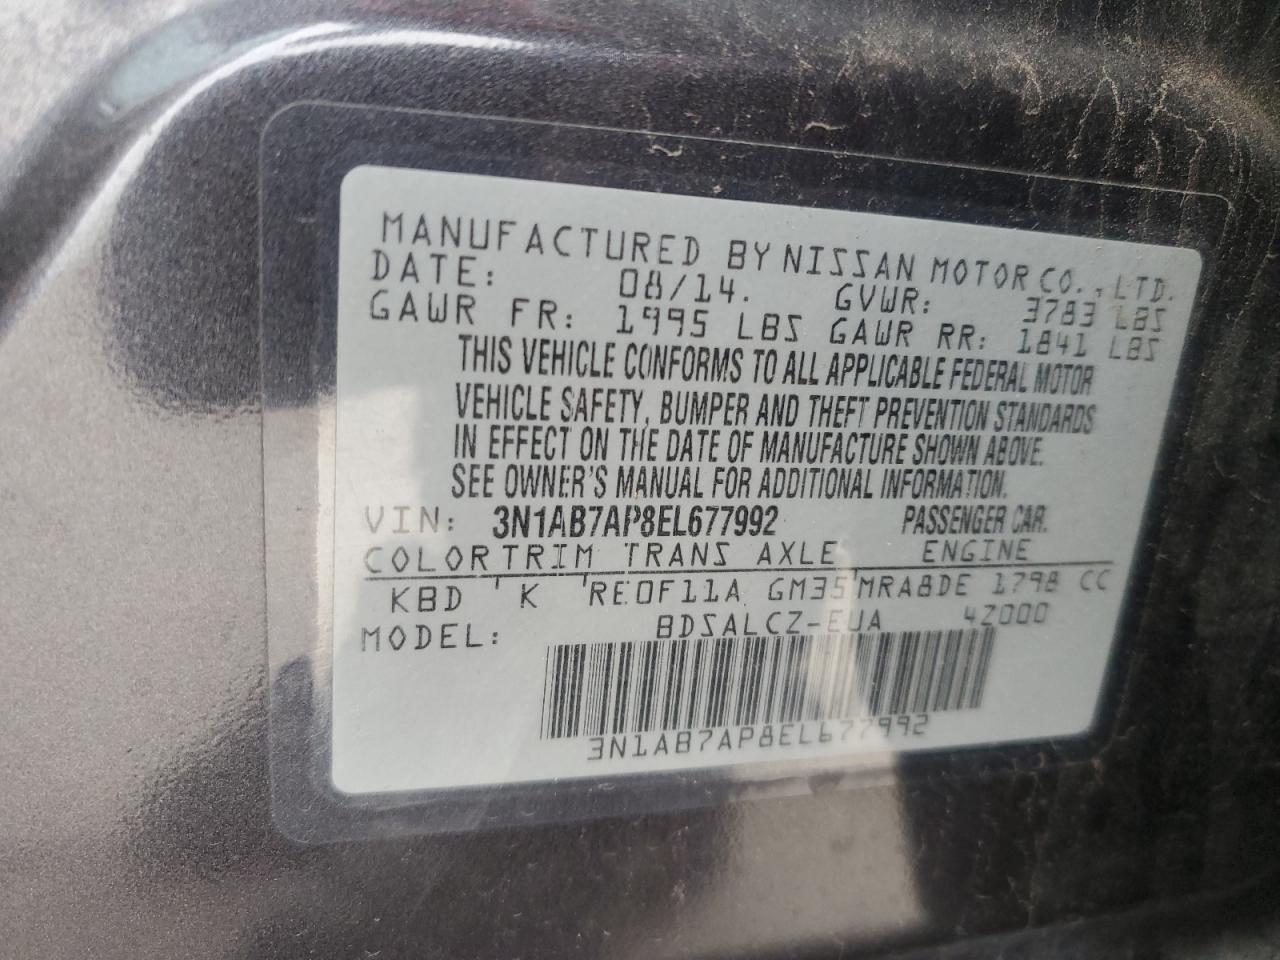 MANUFACTURED BY NISSAN MOTOR CO., LTD.
DATE: 08/14. GVWR: 3783 LBS
GAWR FR: 1995 LBS GAWR RR: 1841 LBS
THIS VEHICLE CONFORMS TO ALL APPLICABLE FEDERAL MOTOR
VEHICLE SAFETY, BUMPER AND THEFT PREVENTION STANDARDS
IN EFFECT ON THE DATE OF MANUFACTURE SHOWN ABOVE.
SEE OWNER'S MANUAL FOR ADDITIONAL INFORMATION.
VIN: 3N1AB7AP8EL677992 PASSENGER CAR.
COLOR TRIM TRANS AXLE ENGINE
KBD ' K ' RE0F11A GM35 ' MRA8DE 1798 CC
MODEL: BDSALCZ-EUA 4Z000
3N1AB7AP8EL677992